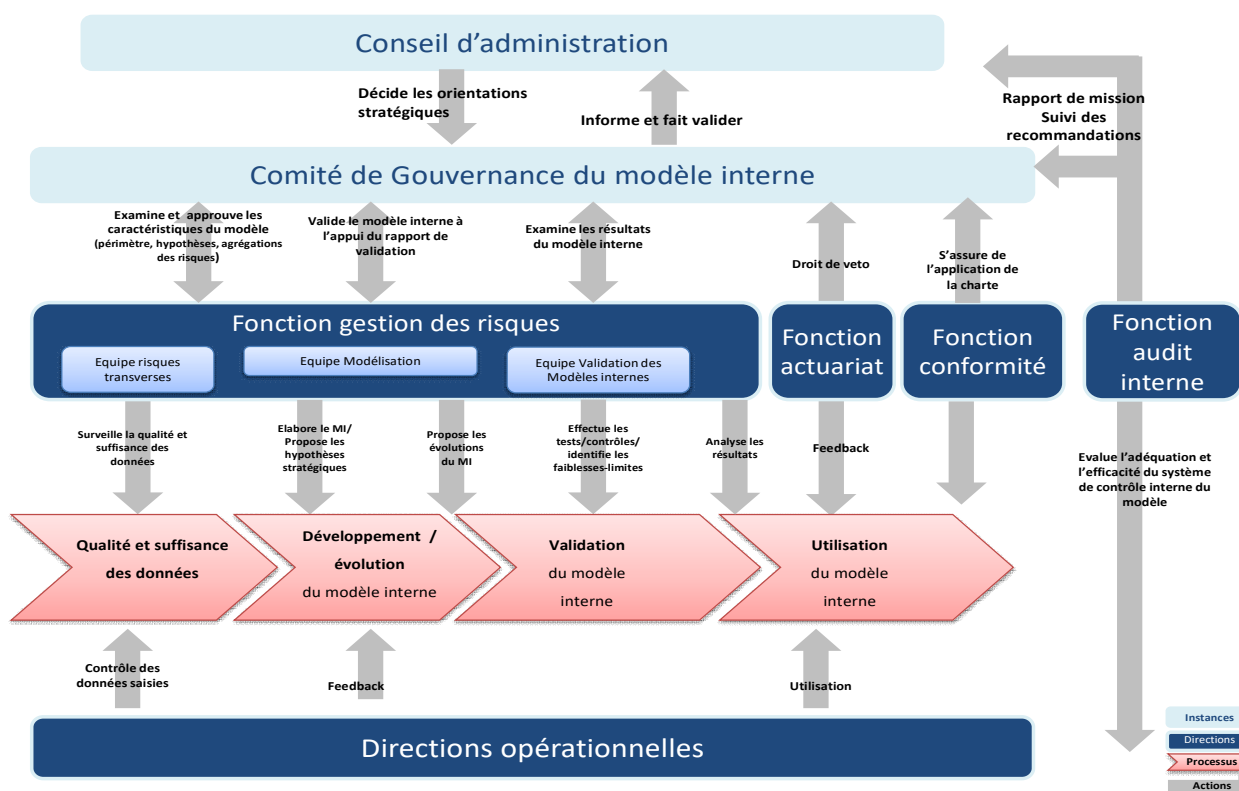 Conseil d'administration
Décide les orientations
stratégiques
Informe et fait valider
Rapport de mission
Suivi des
recommandations
Comité de Gouvernance du modèle interne
Examine et approuve les
caractéristiques du modèle
(périmètre, hypothèses, agrégations
des risques)
Valide le modèle interne à
l'appui du rapport de
validation
Examine les résultats
du modèle interne
Droit de veto
S'assure de
l'application de
la charte
Fonction gestion des risques
Equipe risques
transverses
Equipe Modélisation
Equipe Validation des
Modèles internes
Fonction
actuariat
Fonction
conformité
Fonction
audit
interne
Surveille la qualité et
suffisance des
données
Elabore le MI/
Propose les
hypothèses
stratégiques
Propose les
évolutions
du MI
Effectue les
tests/contrôles/
identifie les
faiblesses-limites
Analyse les
résultats
Feedback
Evalue l'adéquation et
l'efficacité du système
de contrôle interne du
modèle
Qualité et suffisance
des données
Développement /
évolution
du modèle interne
Validation
du modèle
interne
Utilisation
du modèle
interne
Contrôle des
données saisies
Feedback
Utilisation
Directions opérationnelles
Instances
Directions
Processus
Actions